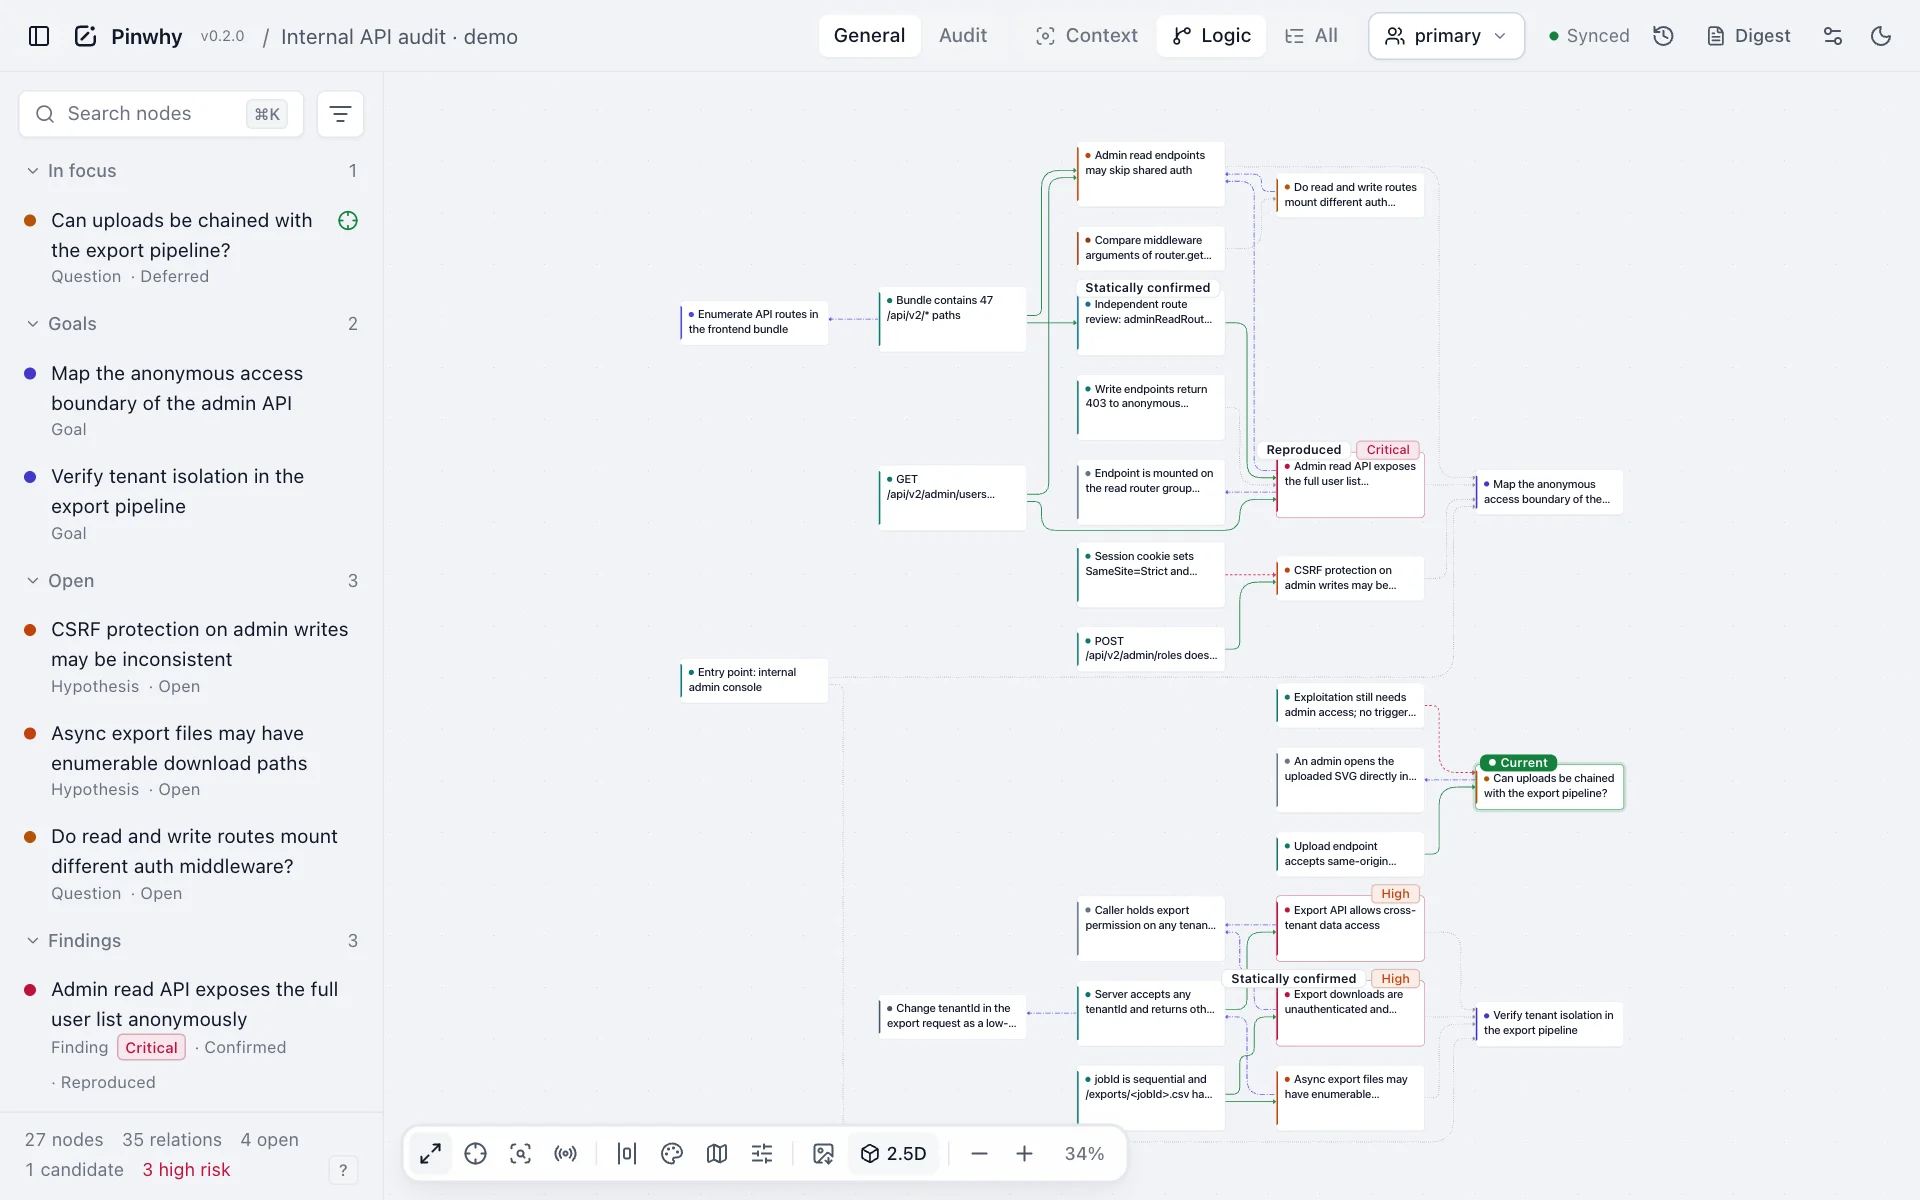 Pinwhy v0.2.0 / Internal API audit · demo
General Audit Context Logic All primary Synced Digest
Search nodes ⌘K
In focus 1
Can uploads be chained with
the export pipeline?
Question · Deferred
Goals 2
Map the anonymous access
boundary of the admin API
Goal
Verify tenant isolation in the
export pipeline
Goal
Open 3
CSRF protection on admin writes
may be inconsistent
Hypothesis · Open
Async export files may have
enumerable download paths
Hypothesis · Open
Do read and write routes mount
different auth middleware?
Question · Open
Findings 3
Admin read API exposes the full
user list anonymously
Finding Critical · Confirmed
· Reproduced
27 nodes 35 relations 4 open
1 candidate 3 high risk ?
Enumerate API routes in
the frontend bundle
Entry point: internal
admin console
Bundle contains 47
/api/v2/* paths
GET
/api/v2/admin/users...
Change tenantId in the
export request as a low-...
Admin read endpoints
may skip shared auth
Compare middleware
arguments of router.get...
Statically confirmed
Independent route
review: adminReadRout...
Write endpoints return
403 to anonymous...
Endpoint is mounted on
the read router group...
Session cookie sets
SameSite=Strict and...
POST
/api/v2/admin/roles does...
Caller holds export
permission on any tenan...
Server accepts any
tenantId and returns oth...
jobId is sequential and
/exports/<jobId>.csv ha...
Do read and write routes
mount different auth...
Reproduced Critical
Admin read API exposes
the full user list...
CSRF protection on
admin writes may be...
Exploitation still needs
admin access; no trigger...
An admin opens the
uploaded SVG directly in...
Upload endpoint
accepts same-origin...
High
Export API allows cross-
tenant data access
Statically confirmed High
Export downloads are
unauthenticated and...
Async export files may
have enumerable...
Map the anonymous
access boundary of the...
Current
Can uploads be chained
with the export pipeline?
Verify tenant isolation in
the export pipeline
2.5D 34%